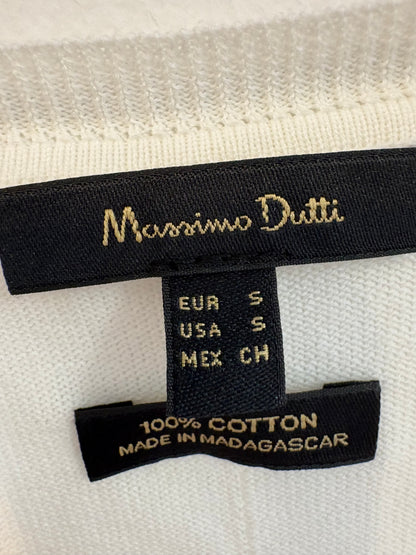 Massimo Dutti
EUR S
USA S
MEX CH
100% COTTON
MADE IN MADAGASCAR